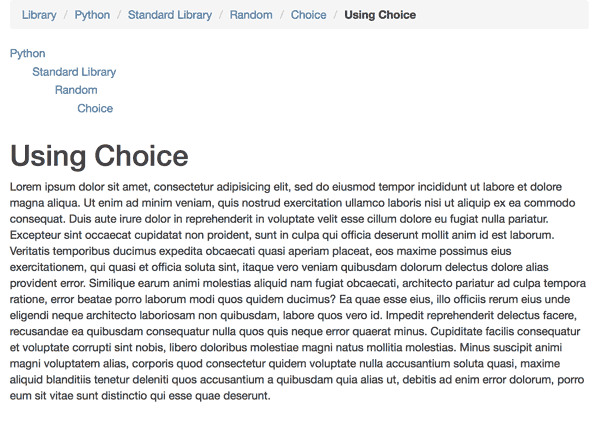 Library / Python / Standard Library / Random / Choice / Using Choice
Python
Standard Library
Random
Choice
Using Choice
Lorem ipsum dolor sit amet, consectetur adipisicing elit, sed do eiusmod tempor incididunt ut labore et dolore
magna aliqua. Ut enim ad minim veniam, quis nostrud exercitation ullamco laboris nisi ut aliquip ex ea commodo
consequat. Duis aute irure dolor in reprehenderit in voluptate velit esse cillum dolore eu fugiat nulla pariatur.
Excepteur sint occaecat cupidatat non proident, sunt in culpa qui officia deserunt mollit anim id est laborum.
Veritatis temporibus ducimus expedita obcaecati quasi aperiam placeat, eos maxime possimus eius
exercitationem, qui quasi et officia soluta sint, itaque vero veniam quibusdam dolorum delectus dolore alias
provident error. Similique earum animi molestias aliquid nam fugiat obcaecati, architecto pariatur ad culpa tempora
ratione, error beatae porro laborum modi quos quidem ducimus? Ea quae esse eius, illo officiis rerum eius unde
eligendi neque architecto laboriosam non quibusdam, labore quos vero id. Impedit reprehenderit delectus facere,
recusandae ea quibusdam consequatur nulla quos quis neque error quaerat minus. Cupiditate facilis consequatur
et voluptate corrupti sint nobis, libero doloribus molestiae magni natus mollitia molestias. Minus suscipit animi
magni voluptatem alias, corporis quod consectetur quidem voluptate nulla accusantium soluta quasi, maxime
aliquid blanditiis tenetur deleniti quos accusantium a quibusdam quia alias ut, debitis ad enim error dolorum, porro
eum sit vitae sunt distinctio qui esse quae deserunt.